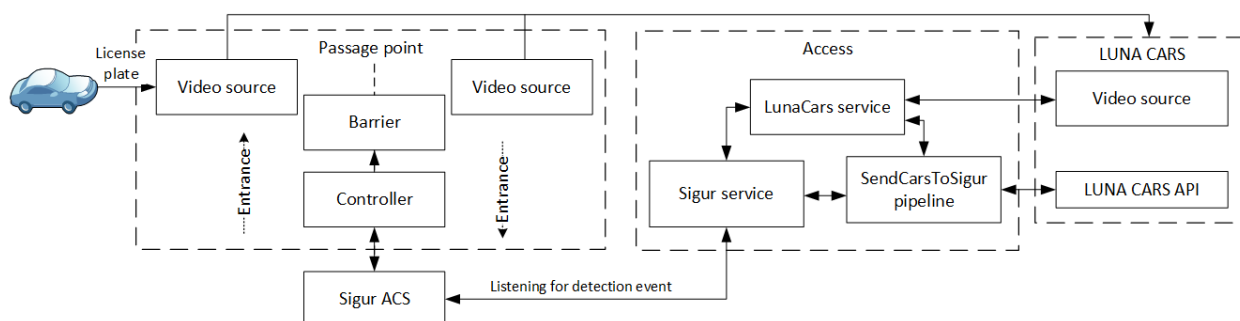 License
plate
Passage point
Video source
Video source
Barrier
Controller
Entrance
Entrance
Sigur ACS
Listening for detection event
Access
LunaCars service
Sigur service
SendCarsToSigur
pipeline
LUNA CARS
Video source
LUNA CARS API